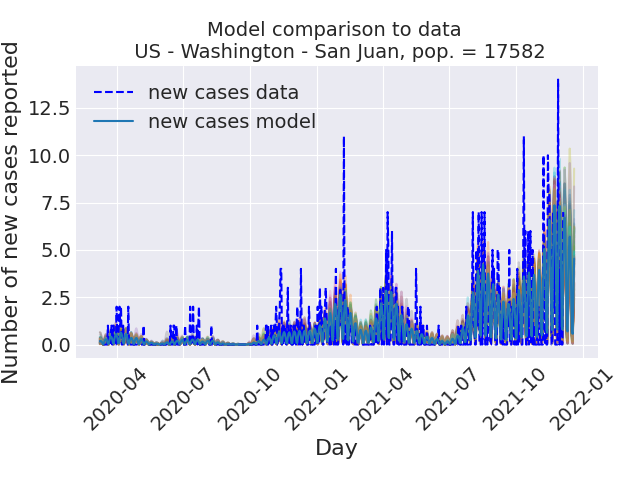 Model comparison to data
US - Washington - San Juan, pop. = 17582
new cases data
new cases model
Number of new cases reported
12.5
10.0
7.5
5.0
2.5
0.0
2020-04
2020-07
2020-10
2021-01
2021-04
2021-07
2021-10
2022-01
Day